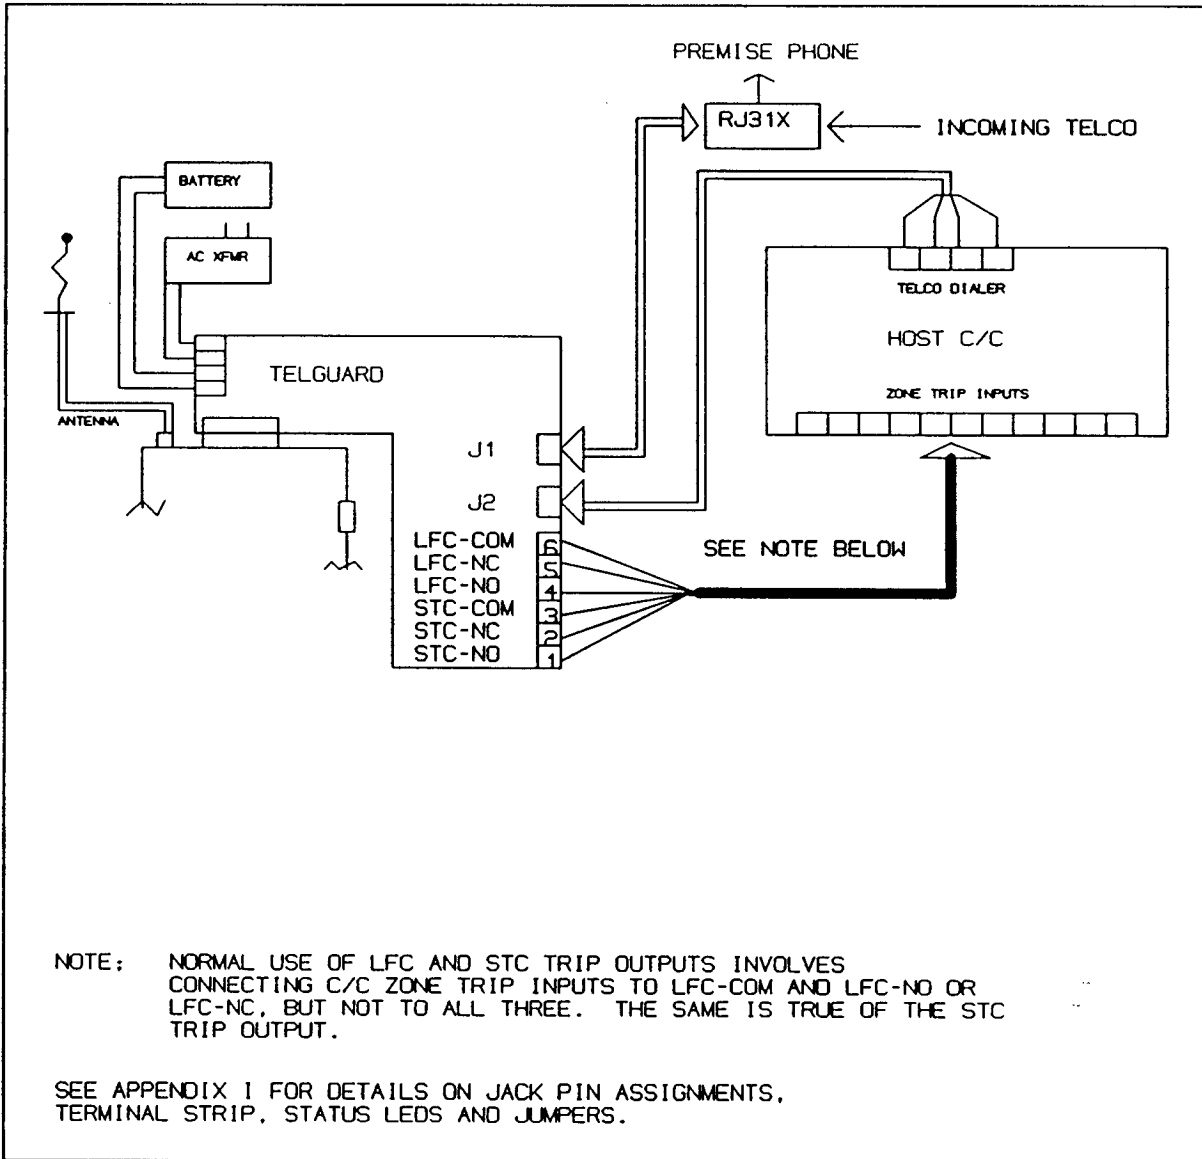 PREMISE PHONE
RJ31X
INCOMING TELCO
BATTERY
AC XFMR
TELCO DIALER
HOST C/C
TELGUARD
ZONE TRIP INPUTS
ANTENNA
J1
J2
LFC-COM 6
LFC-NC 5
LFC-NO 4
STC-COM 3
STC-NC 2
STC-NO 1
SEE NOTE BELOW
NOTE: NORMAL USE OF LFC AND STC TRIP OUTPUTS INVOLVES
CONNECTING C/C ZONE TRIP INPUTS TO LFC-COM AND LFC-NO OR
LFC-NC, BUT NOT TO ALL THREE. THE SAME IS TRUE OF THE STC
TRIP OUTPUT.
SEE APPENDIX I FOR DETAILS ON JACK PIN ASSIGNMENTS,
TERMINAL STRIP, STATUS LEDS AND JUMPERS.